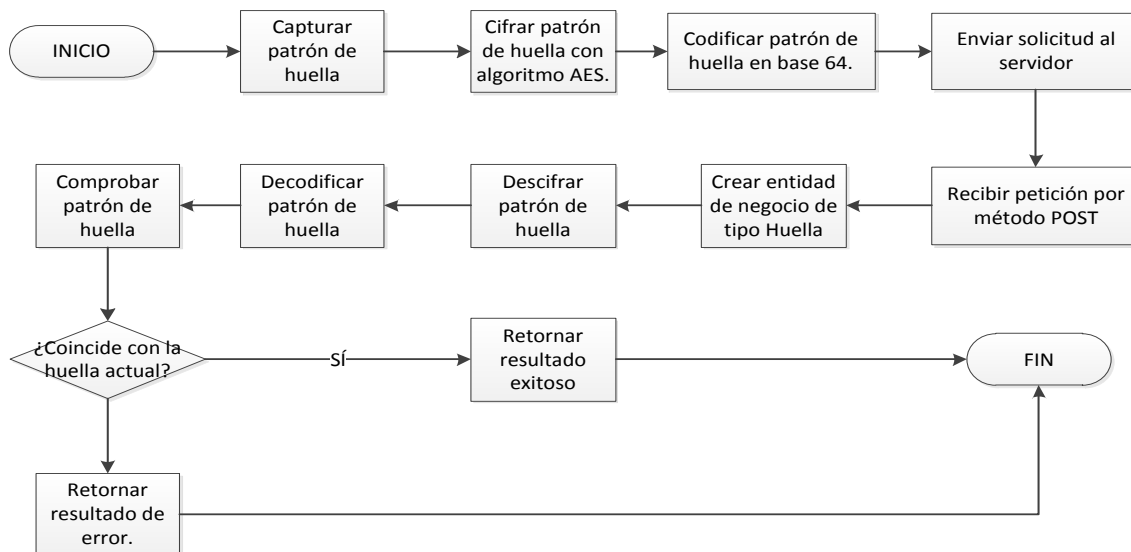 INICIO
Capturar
patrón de
huella
Cifrar patrón
de huella con
algoritmo AES.
Codificar patrón de
huella en base 64.
Enviar solicitud al
servidor
Comprobar
patrón de
huella
Decodificar
patrón de
huella
Descifrar
patrón de
huella
Crear entidad
de negocio de
tipo Huella
Recibir petición por
método POST
¿Coincide con la
huella actual?
SÍ
Retornar
resultado
exitoso
FIN
Retornar
resultado de
error.